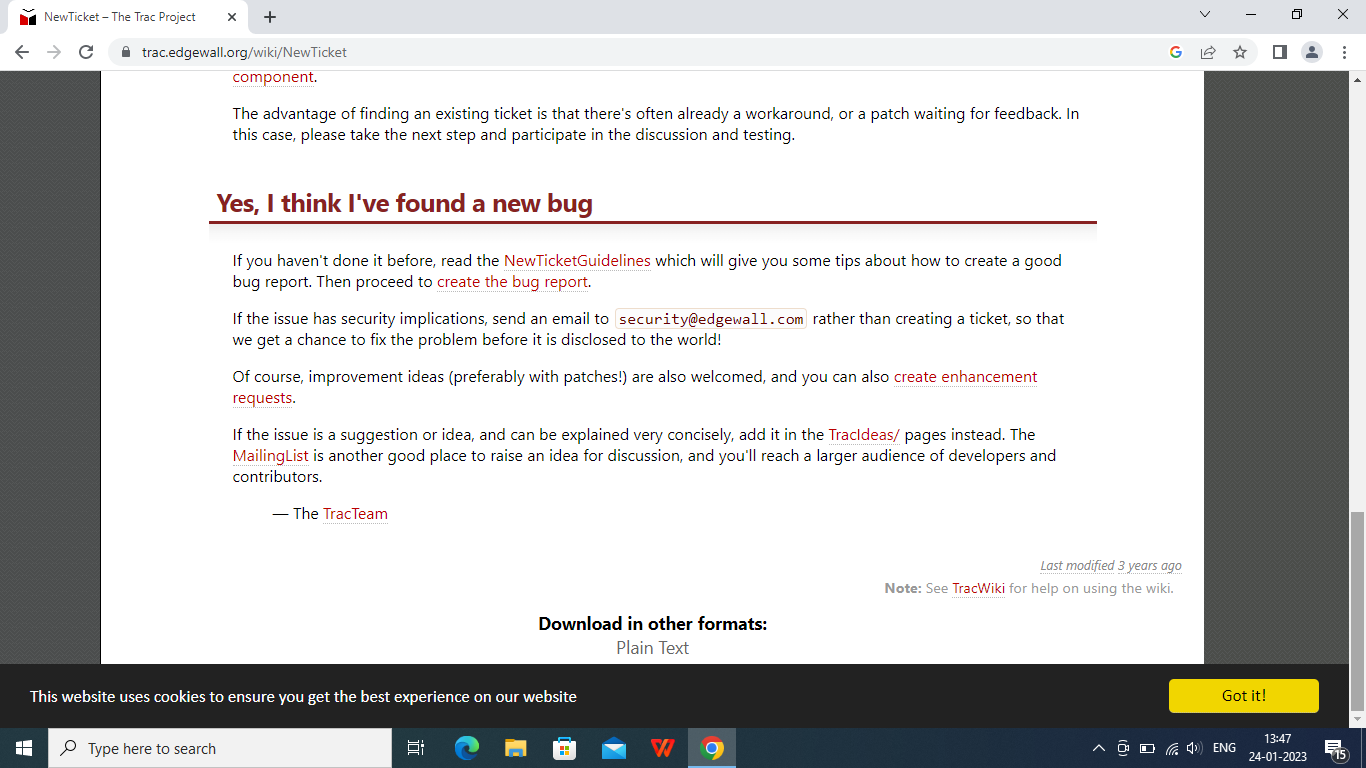 NewTicket – The Trac Project
trac.edgewall.org/wiki/NewTicket
component.
The advantage of finding an existing ticket is that there's often already a workaround, or a patch waiting for feedback. In
this case, please take the next step and participate in the discussion and testing.
Yes, I think I've found a new bug
If you haven't done it before, read the NewTicketGuidelines which will give you some tips about how to create a good
bug report. Then proceed to create the bug report.
If the issue has security implications, send an email to security@edgewall.com rather than creating a ticket, so that
we get a chance to fix the problem before it is disclosed to the world!
Of course, improvement ideas (preferably with patches!) are also welcomed, and you can also create enhancement
requests.
If the issue is a suggestion or idea, and can be explained very concisely, add it in the TracIdeas/ pages instead. The
MailingList is another good place to raise an idea for discussion, and you'll reach a larger audience of developers and
contributors.
— The TracTeam
Last modified 3 years ago
Note: See TracWiki for help on using the wiki.
Download in other formats:
Plain Text
This website uses cookies to ensure you get the best experience on our website
Got it!
Type here to search
ENG
13:47
24-01-2023
15